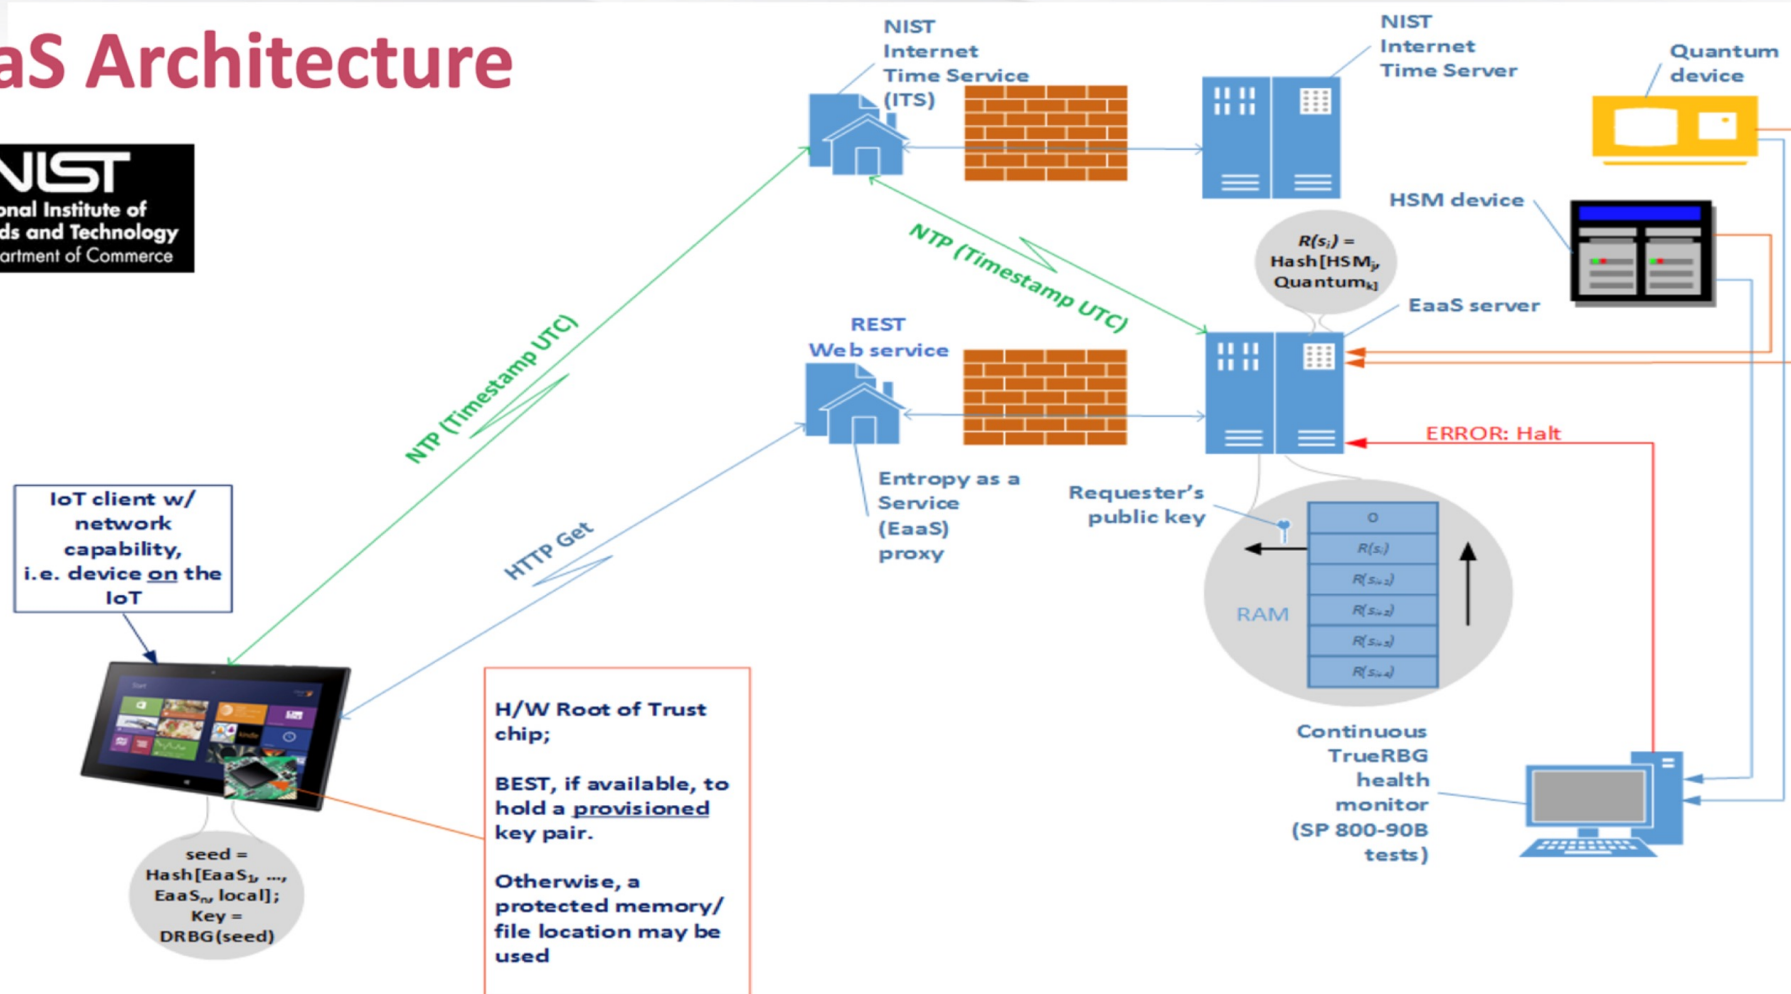 aS Architecture
NIST
onal Institute of
ds and Technology
artment of Commerce
NIST
Internet
Time Service
(ITS)
NIST
Internet
Time Server
Quantum
device
HSM device
R(sᵢ) =
Hash[HSMⱼ,
Quantumₖ]
EaaS server
NTP (Timestamp UTC)
NTP (Timestamp UTC)
REST
Web service
ERROR: Halt
HTTP Get
Entropy as a
Service
(EaaS)
proxy
Requester's
public key
IoT client w/
network
capability,
i.e. device on the
IoT
0
R(sᵢ)
R(sᵢ₊₁)
R(sᵢ₊₂)
R(sᵢ₊₃)
R(sᵢ₊₄)
RAM
Start
H/W Root of Trust
chip;
BEST, if available, to
hold a provisioned
key pair.
Otherwise, a
protected memory/
file location may be
used
Continuous
TrueRBG
health
monitor
(SP 800-90B
tests)
seed =
Hash[EaaS₁, ...,
EaaSₙ, local];
Key =
DRBG(seed)